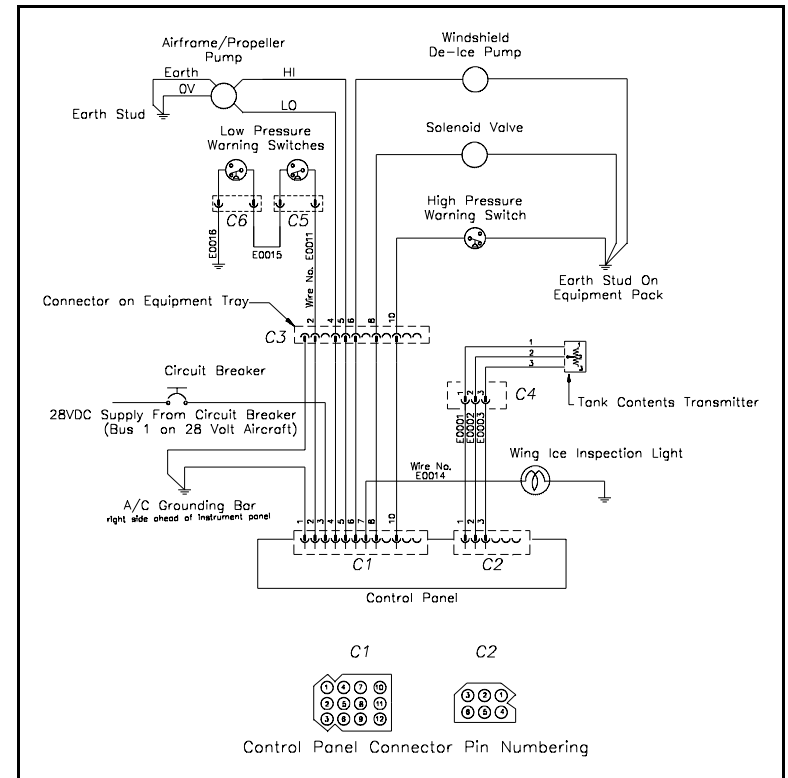 Airframe/Propeller
Pump
Windshield
De-Ice Pump
Earth
HI
0V
LO
Earth Stud
Low Pressure
Warning Switches
Solenoid Valve
High Pressure
Warning Switch
C6
C5
E0016
E0015
Wire No. E0011
Earth Stud On
Equipment Pack
Connector on Equipment Tray
C3
2
4
5
6
8
10
1
2
3
Circuit Breaker
1
2
3
C4
Tank Contents Transmitter
28VDC Supply From Circuit Breaker
(Bus 1 on 28 Volt Aircraft)
E0001
E0002
E0003
Wire No.
E0014
Wing Ice Inspection Light
A/C Grounding Bar
right side ahead of instrument panel
1
2
3
4
5
6
7
8
10
1
2
3
C1
C2
Control Panel
C1
C2
1 4 7 10
2 5 8 11
3 6 9 12
3 2 1
6 5 4
Control Panel Connector Pin Numbering